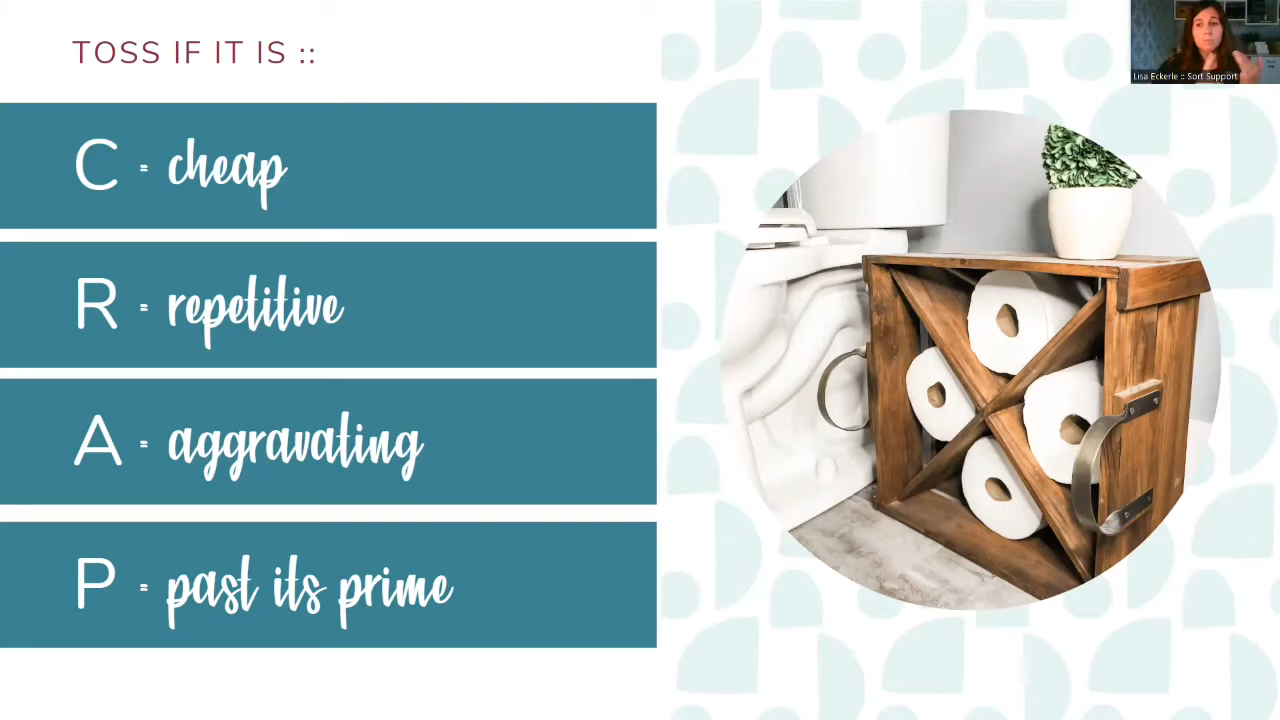 TOSS IF IT IS ::
C = cheap
R = repetitive
A = aggravating
P = past its prime
Lisa Eckerle :: Sort Support